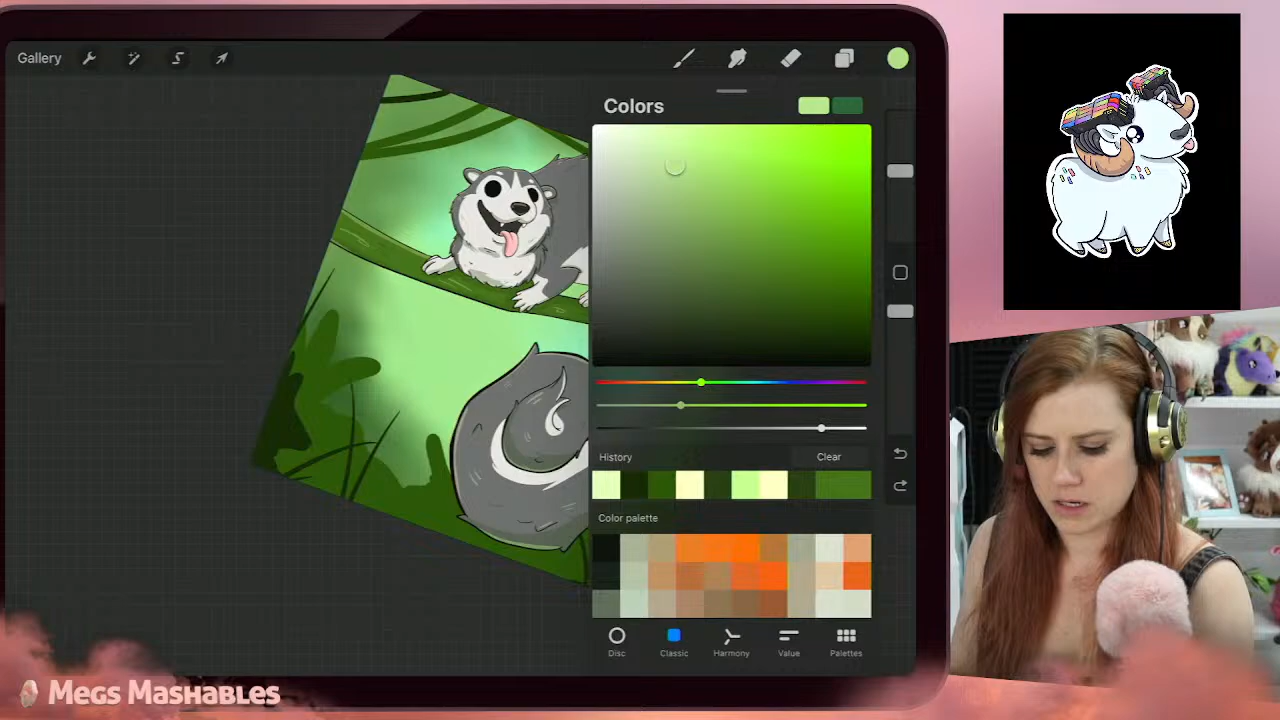 Gallery
Colors
History
Clear
Color palette
Disc
Classic
Harmony
Value
Palettes
Megs Mashables